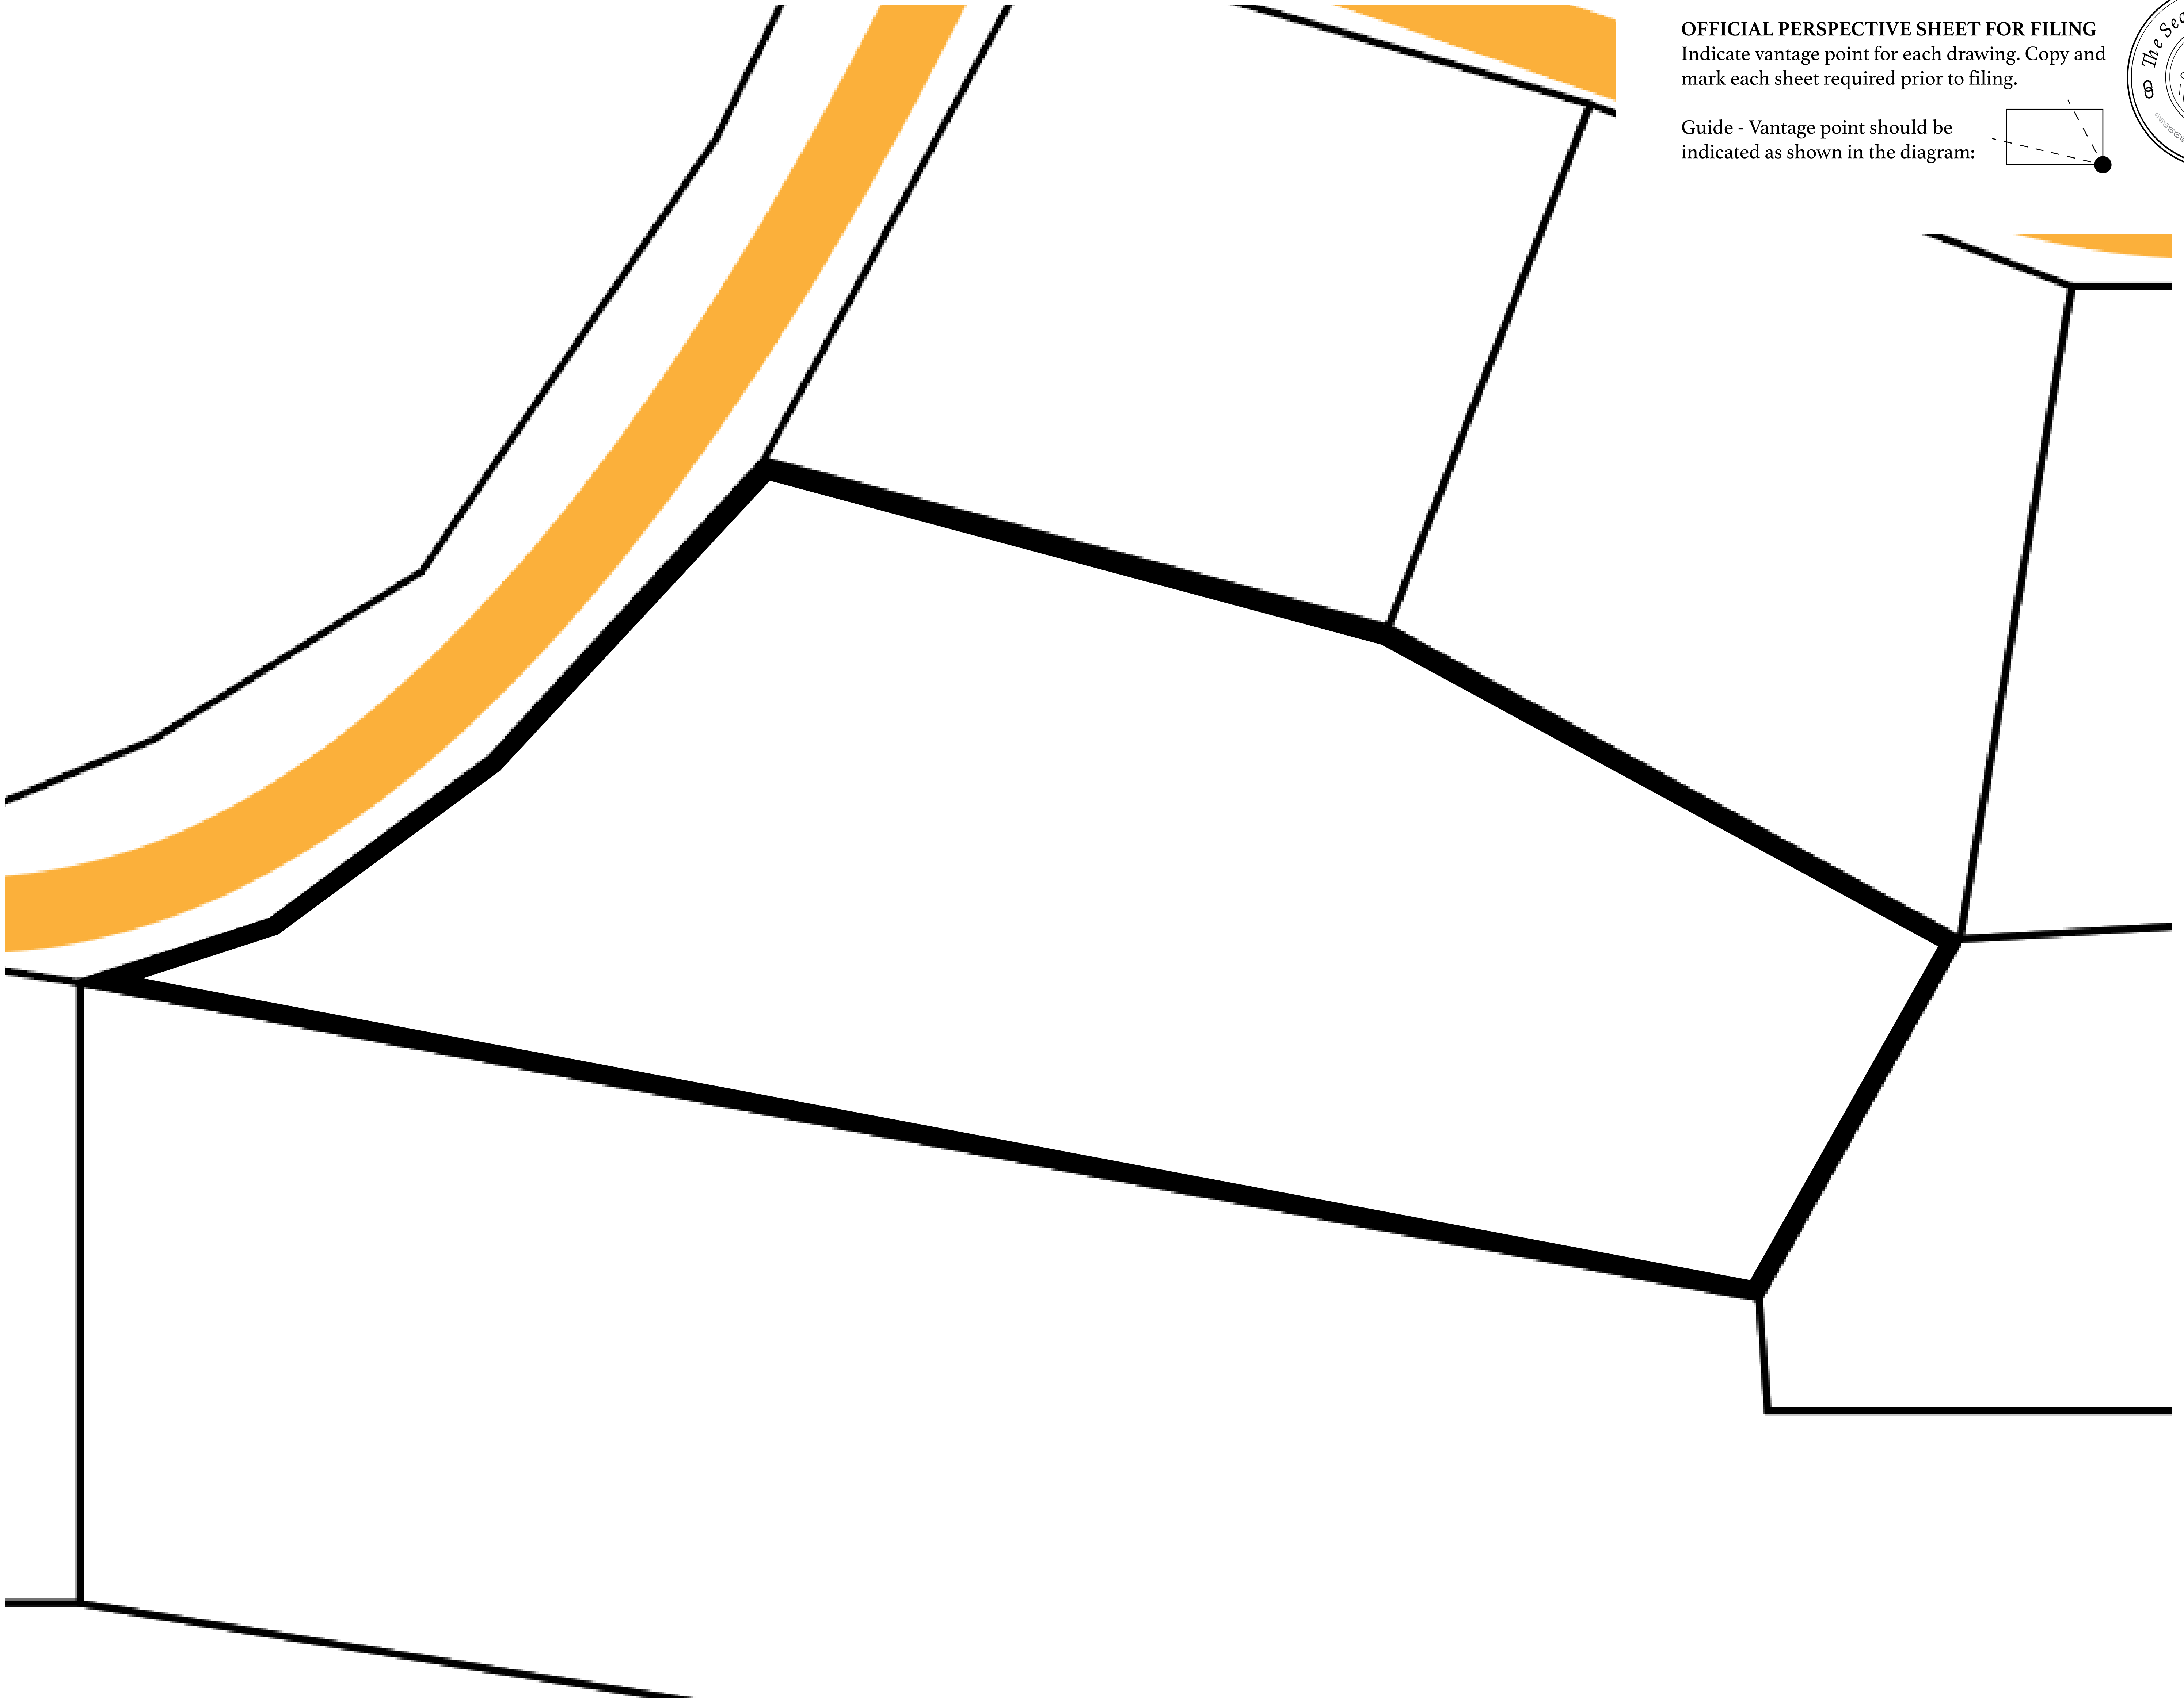 OFFICIAL PERSPECTIVE SHEET FOR FILING
Indicate vantage point for each drawing. Copy and
mark each sheet required prior to filing.
Guide - Vantage point should be
indicated as shown in the diagram:
The